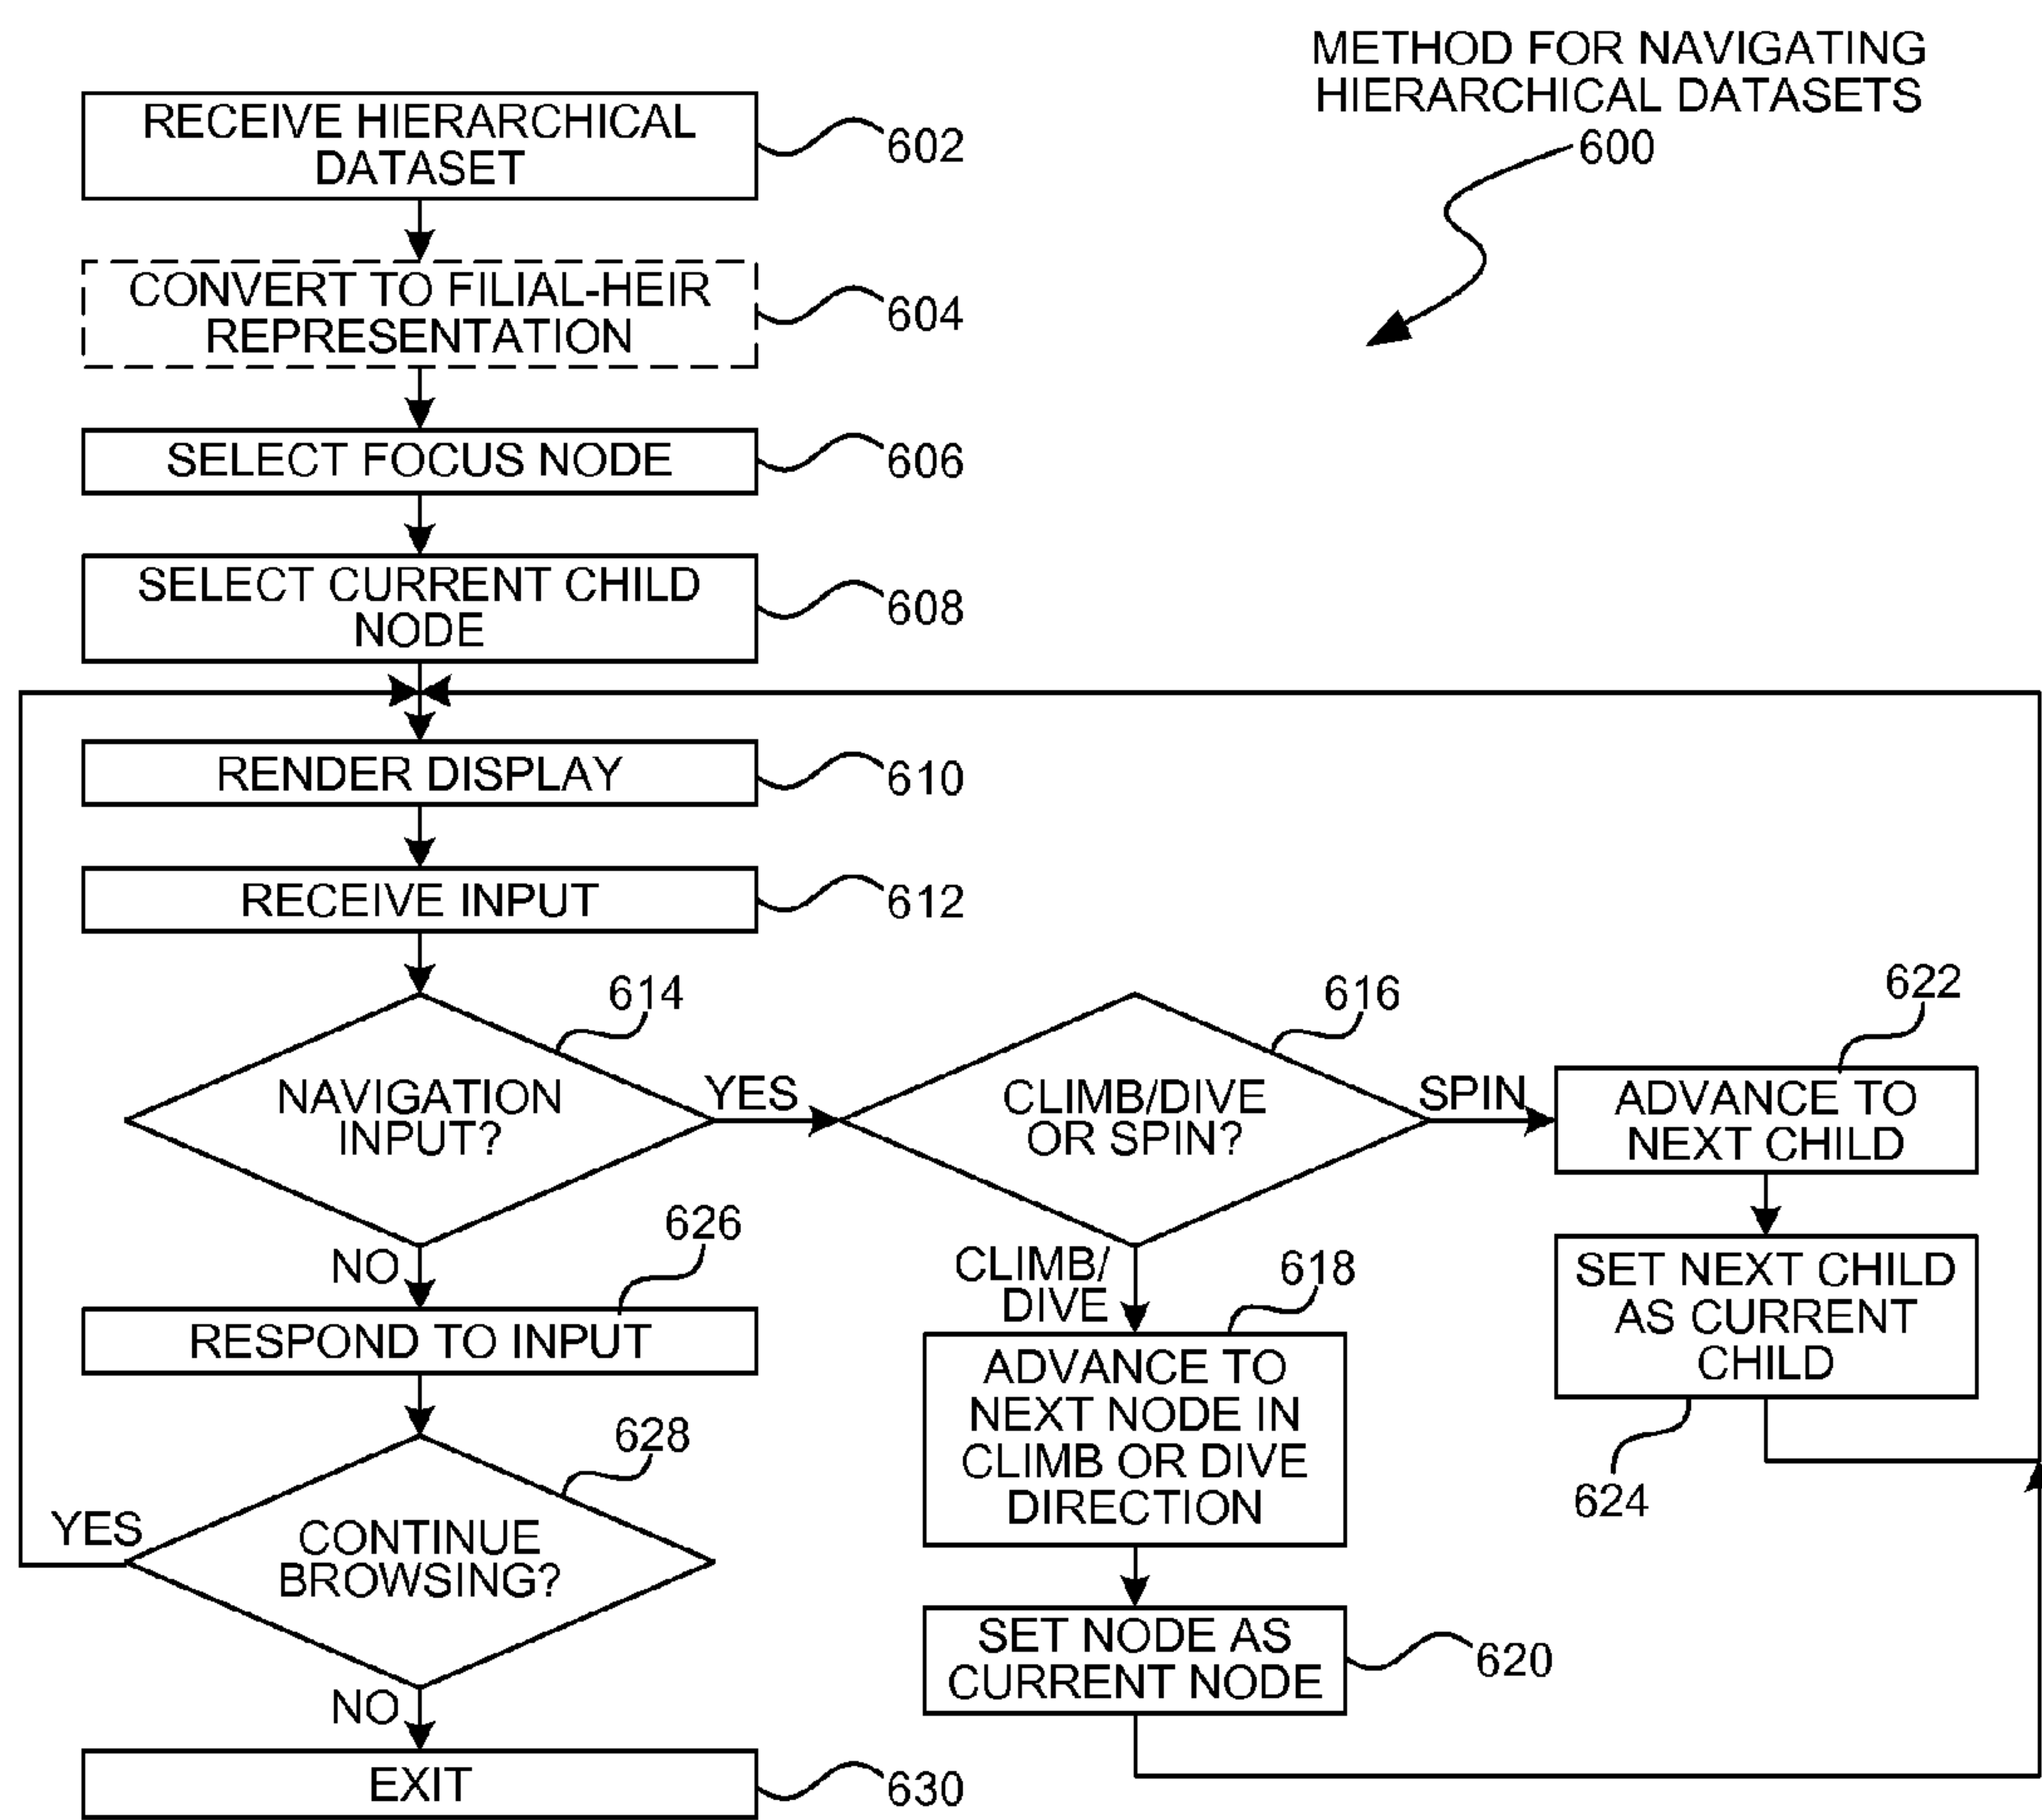 METHOD FOR NAVIGATING
HIERARCHICAL DATASETS
600
RECEIVE HIERARCHICAL
DATASET
602
CONVERT TO FILIAL-HEIR
REPRESENTATION
604
SELECT FOCUS NODE
606
SELECT CURRENT CHILD
NODE
608
RENDER DISPLAY
610
RECEIVE INPUT
612
614
NAVIGATION
INPUT?
YES
616
CLIMB/DIVE
OR SPIN?
SPIN
622
ADVANCE TO
NEXT CHILD
SET NEXT CHILD
AS CURRENT
CHILD
624
CLIMB/
DIVE
618
ADVANCE TO
NEXT NODE IN
CLIMB OR DIVE
DIRECTION
SET NODE AS
CURRENT NODE
620
NO
626
RESPOND TO INPUT
628
CONTINUE
BROWSING?
YES
NO
EXIT
630